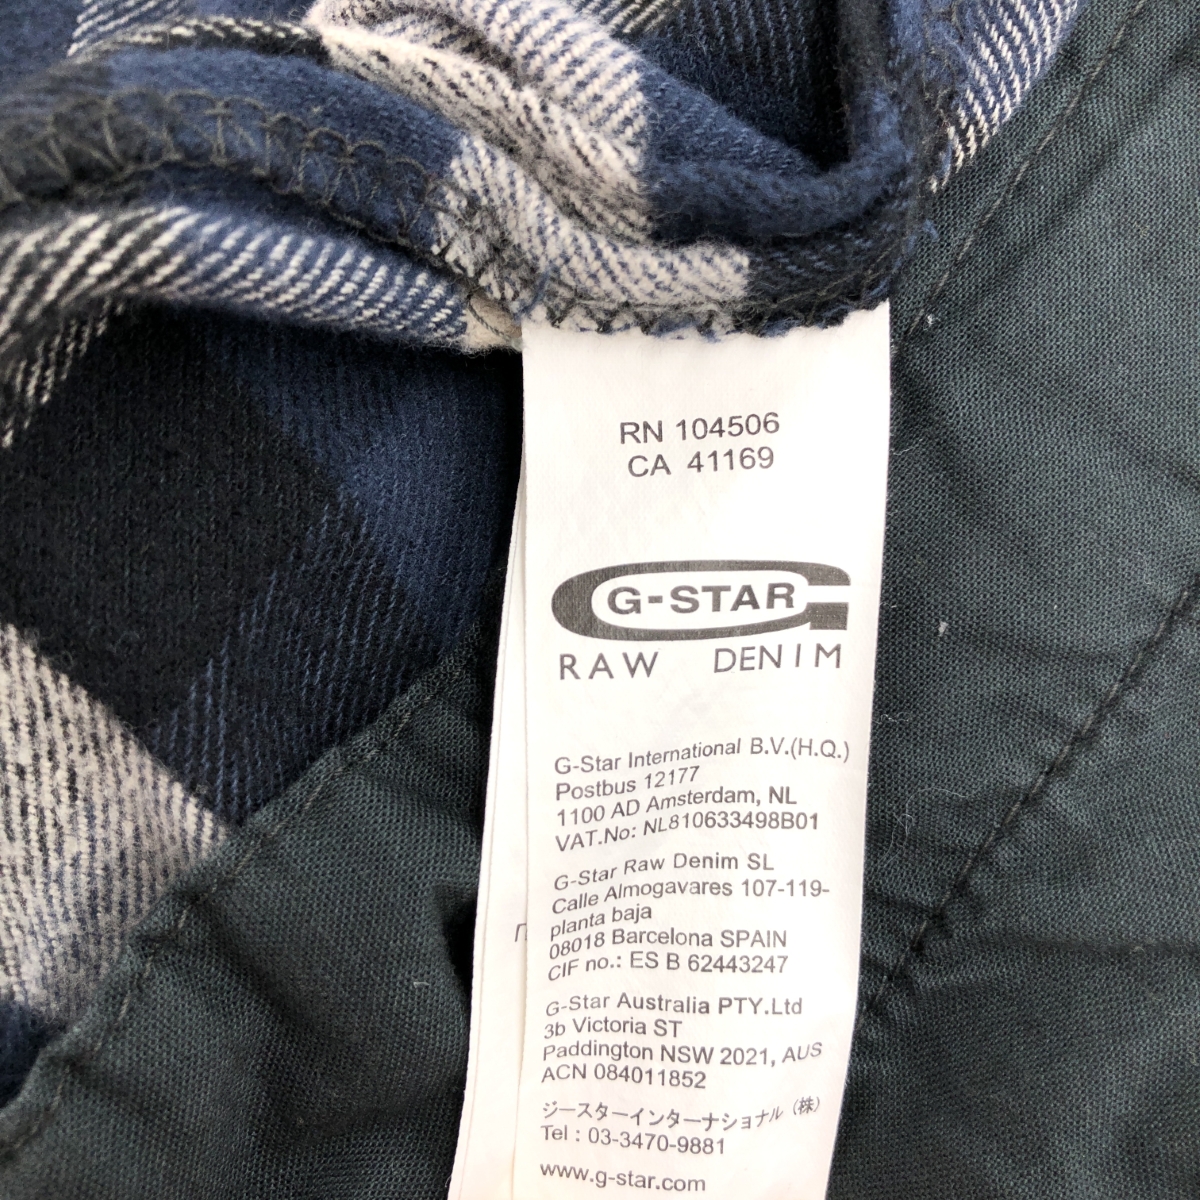 RN 104506
CA 41169
G-STAR
RAW DENIM
G-Star International B.V.(H.Q.)
Postbus 12177
1100 AD Amsterdam, NL
VAT.No: NL810633498B01
G-Star Raw Denim SL
Calle Almogavares 107-119-
planta baja
08018 Barcelona SPAIN
CIF no.: ES B 62443247
G-Star Australia PTY.Ltd
3b Victoria ST
Paddington NSW 2021, AUS
ACN 084011852
ジースターインターナショナル（株）
Tel : 03-3470-9881
www.g-star.com